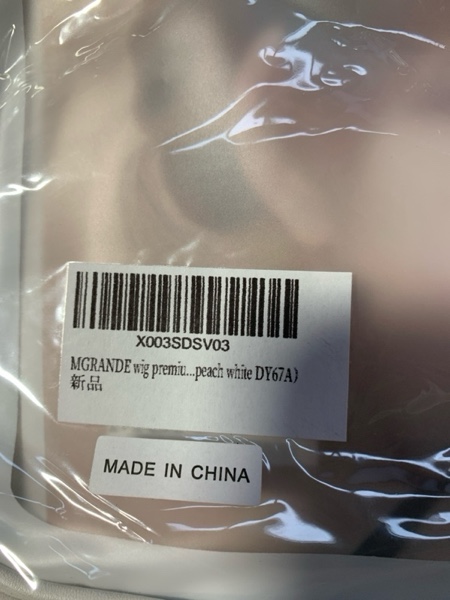 X003SDSV03
MGRANDE wig premiu...peach white DY67A)
新品
MADE IN CHINA